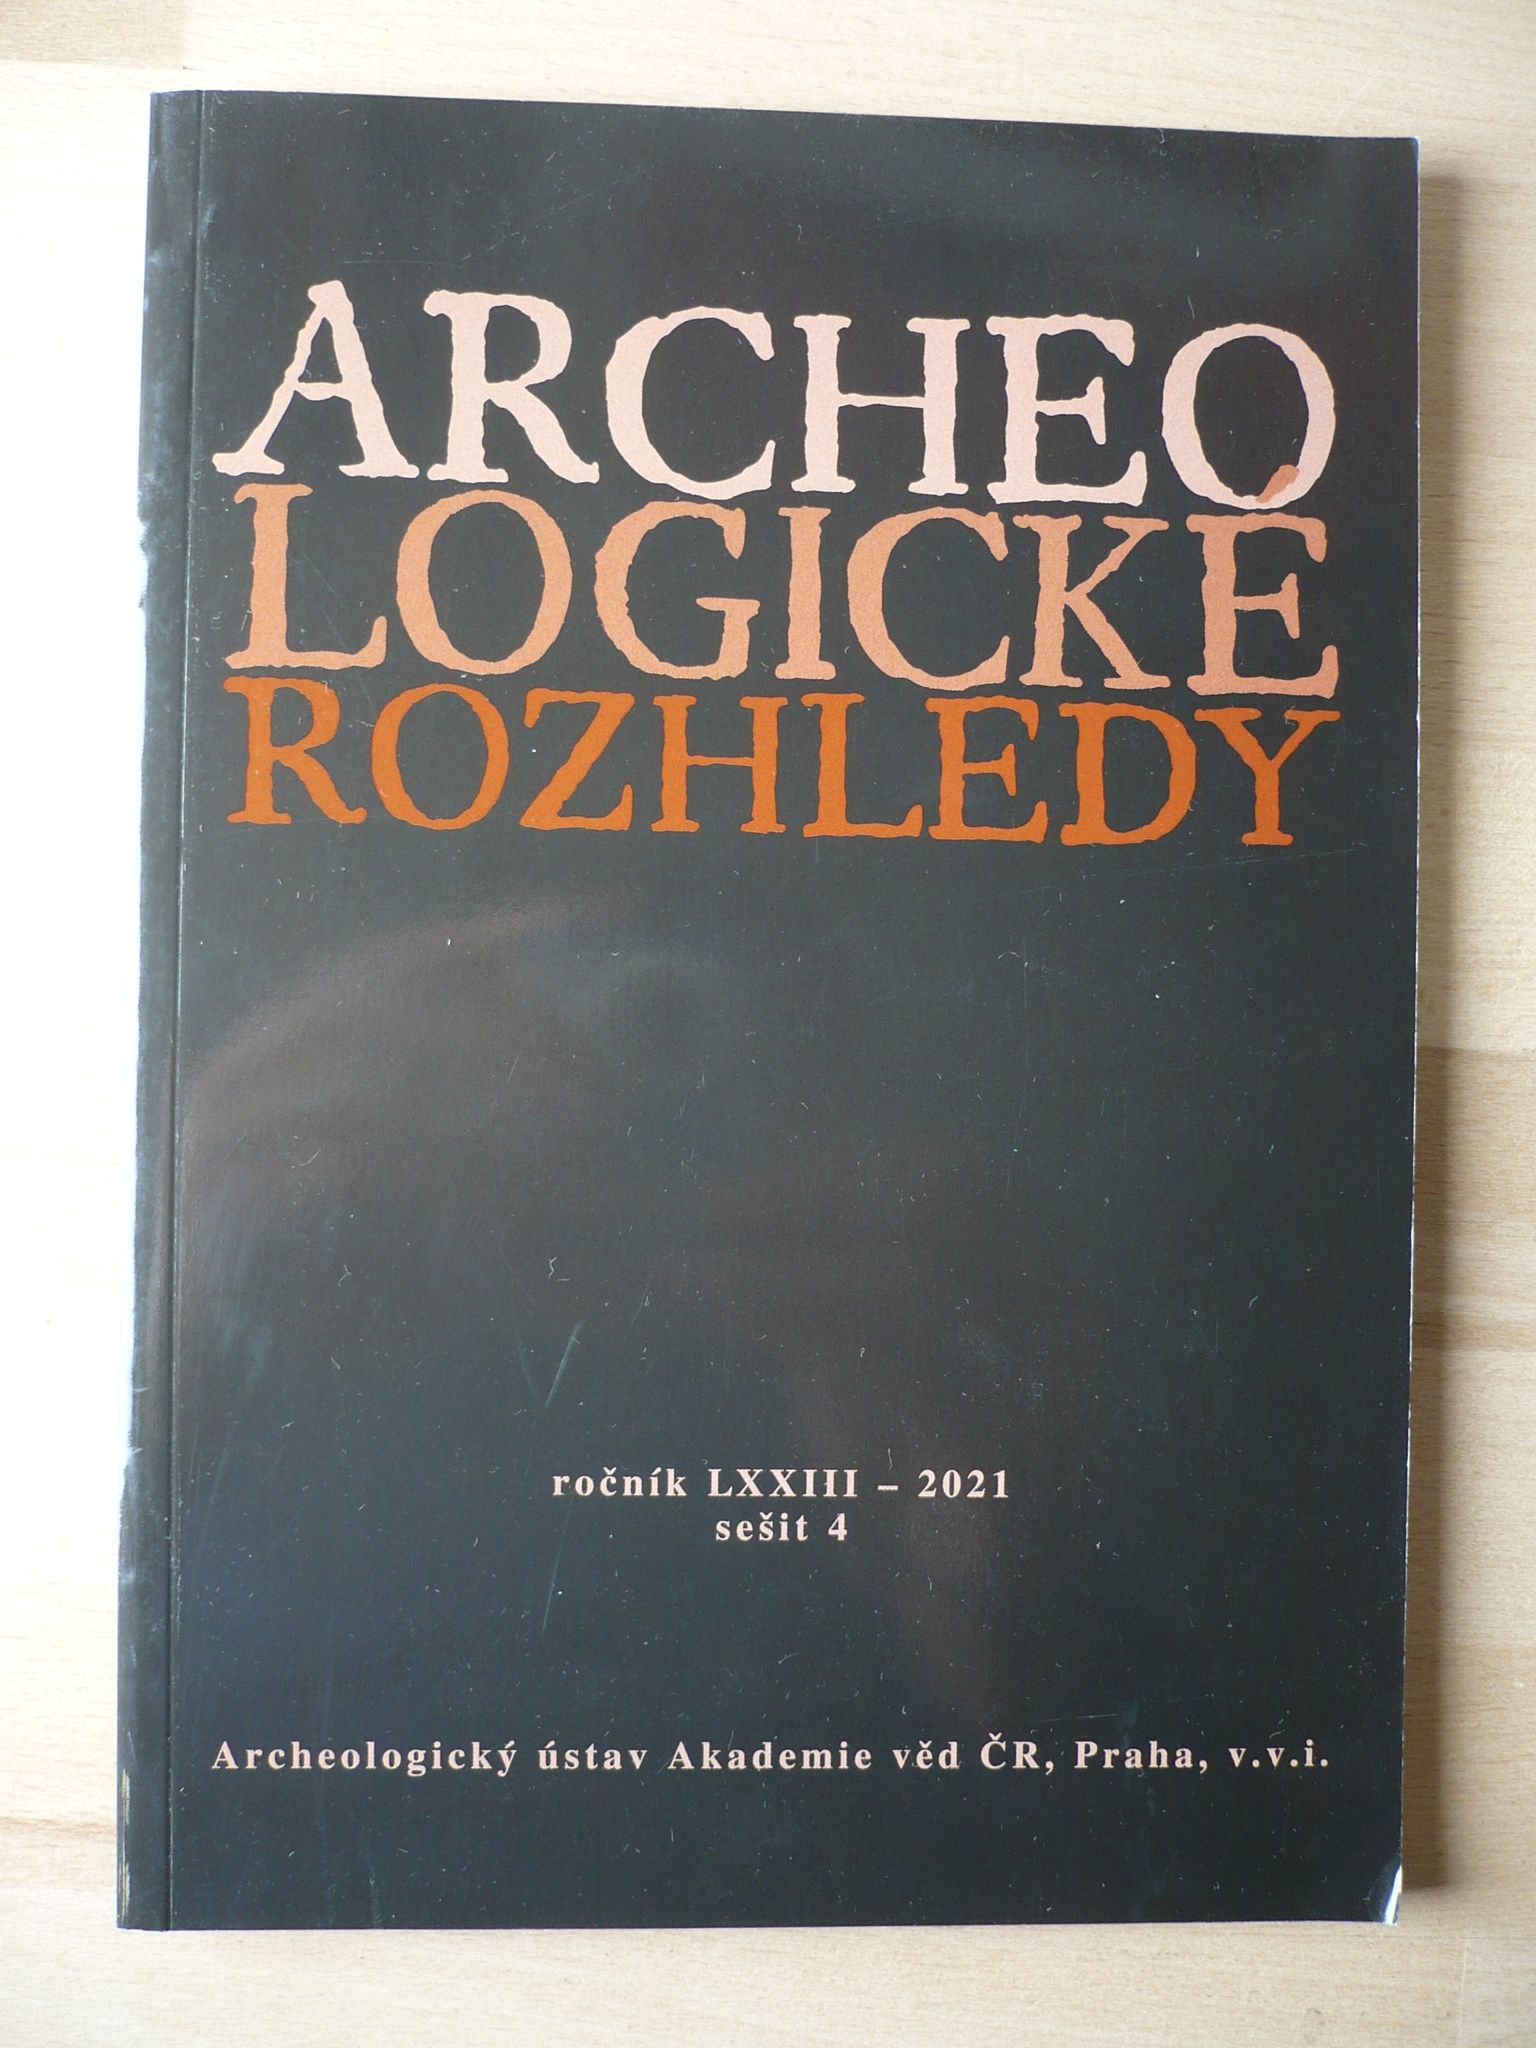 ARCHEO
LOGICKÉ
ROZHLEDY
ročník LXXIII – 2021
sešit 4
Archeologický ústav Akademie věd ČR, Praha, v.v.i.